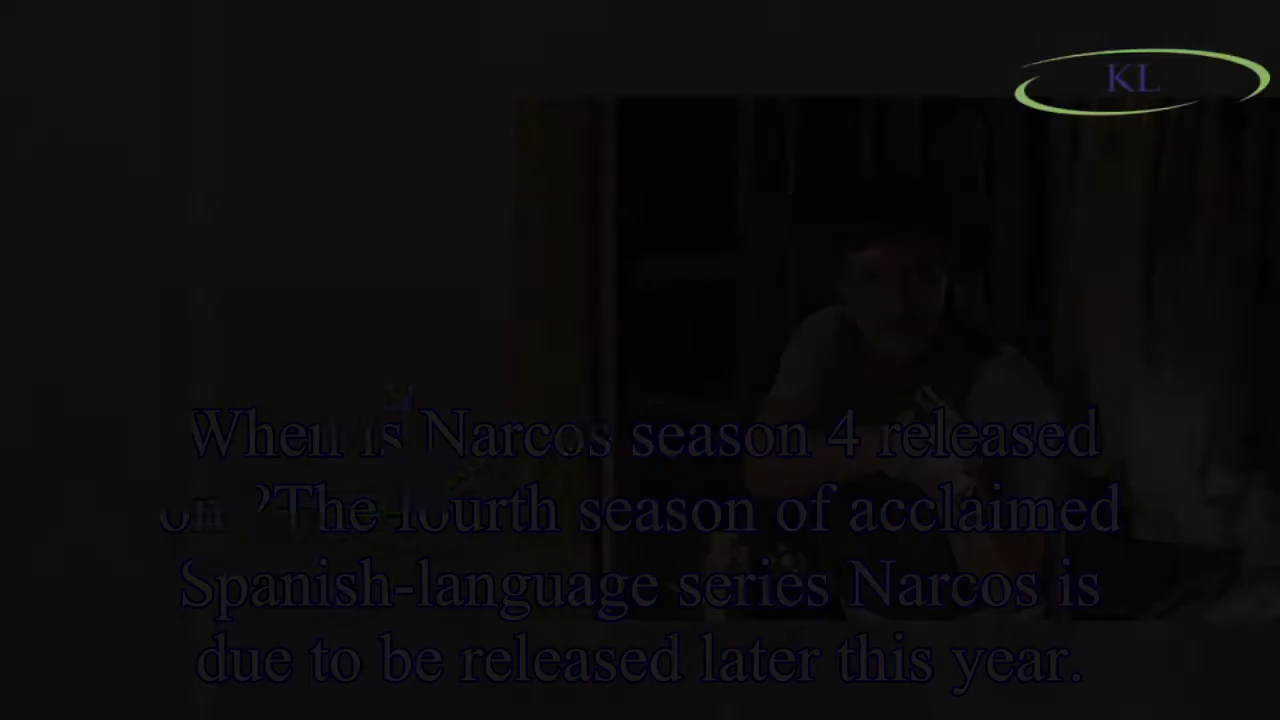 KL
When is Narcos season 4 released
on ?The fourth season of acclaimed
Spanish-language series Narcos is
due to be released later this year.